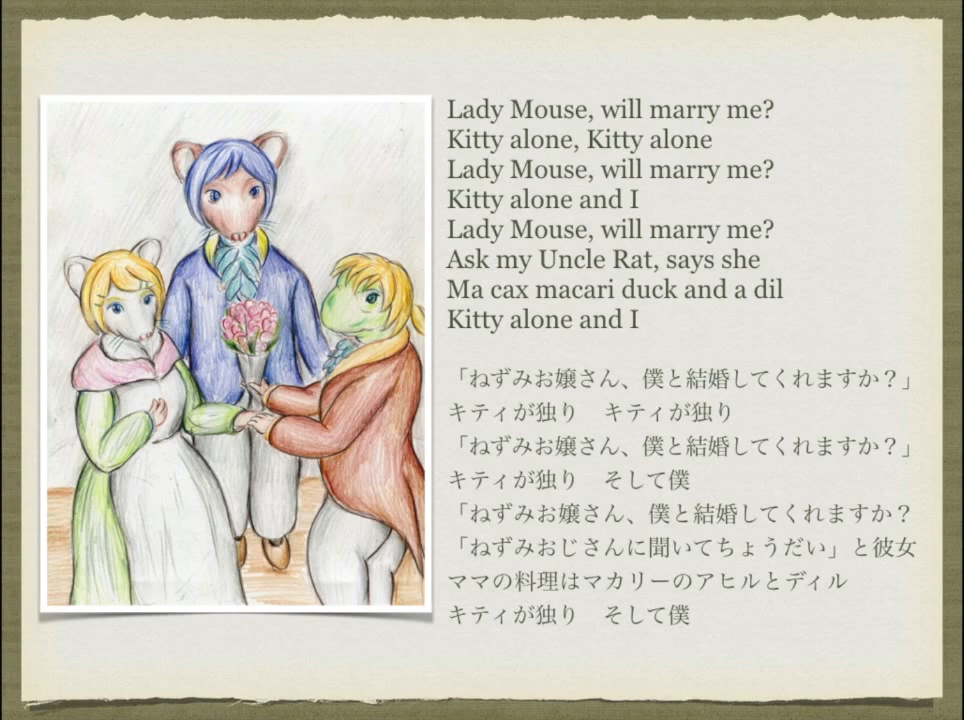 Lady Mouse, will marry me?
Kitty alone, Kitty alone
Lady Mouse, will marry me?
Kitty alone and I
Lady Mouse, will marry me?
Ask my Uncle Rat, says she
Ma cax macari duck and a dil
Kitty alone and I
「ねずみお嬢さん、僕と結婚してくれますか？」
キティが独り　キティが独り
「ねずみお嬢さん、僕と結婚してくれますか？」
キティが独り　そして僕
「ねずみお嬢さん、僕と結婚してくれますか？
「ねずみおじさんに聞いてちょうだい」と彼女
ママの料理はマカリーのアヒルとディル
キティが独り　そして僕